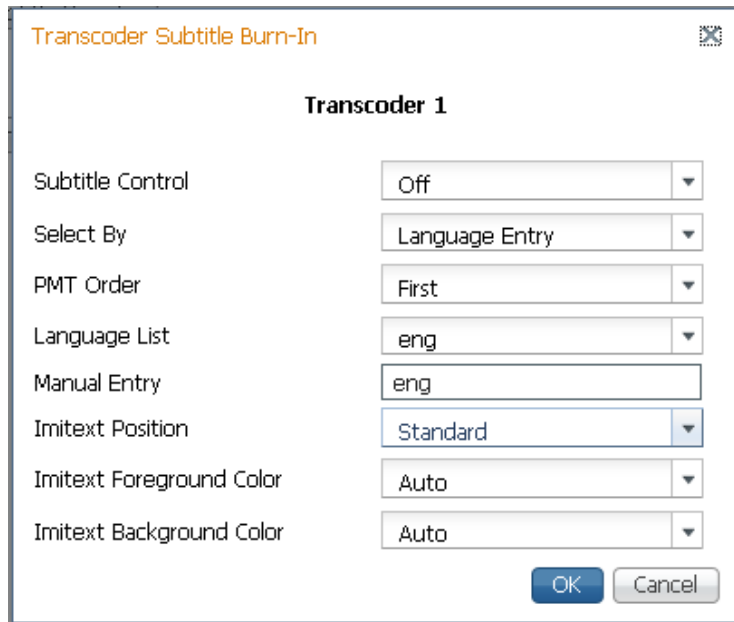 Transcoder Subtitle Burn-In
Transcoder 1
Subtitle Control Off
Select By Language Entry
PMT Order First
Language List eng
Manual Entry eng
Imitext Position Standard
Imitext Foreground Color Auto
Imitext Background Color Auto
OK Cancel